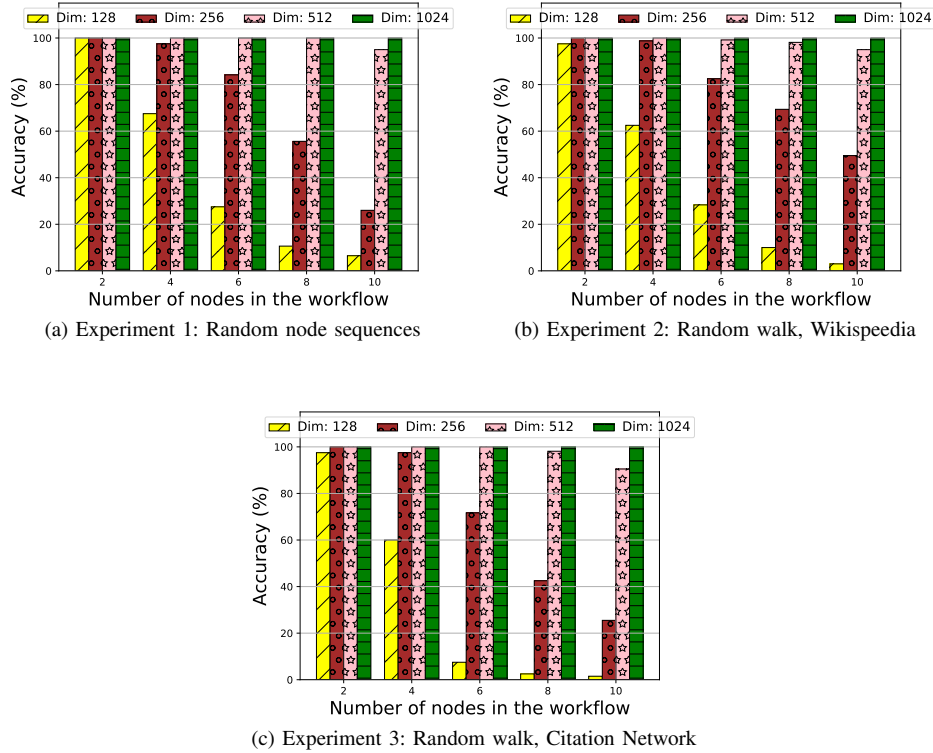 Dim: 128 Dim: 256 Dim: 512 Dim: 1024
100
80
60
40
20
0
Accuracy (%)
2 4 6 8 10
Number of nodes in the workflow
(a) Experiment 1: Random node sequences
Dim: 128 Dim: 256 Dim: 512 Dim: 1024
100
80
60
40
20
0
Accuracy (%)
2 4 6 8 10
Number of nodes in the workflow
(b) Experiment 2: Random walk, Wikispeedia
Dim: 128 Dim: 256 Dim: 512 Dim: 1024
100
80
60
40
20
0
Accuracy (%)
2 4 6 8 10
Number of nodes in the workflow
(c) Experiment 3: Random walk, Citation Network